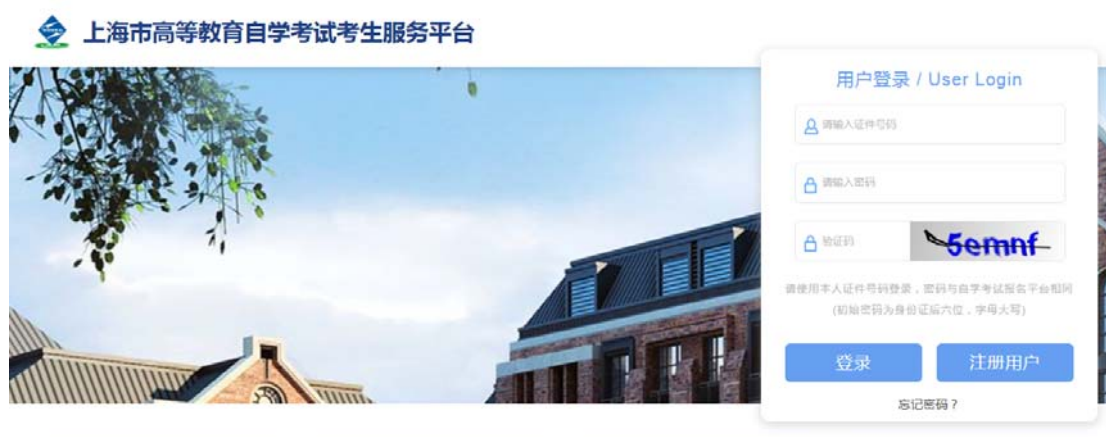 上海市高等教育自学考试考生服务平台
用户登录 / User Login
请输入证件号码
请输入密码
验证码
5emnf
请使用本人证件号码登录，密码与自学考试报名平台相同
(初始密码为身份证后六位，字母大写)
登录 注册用户
忘记密码？